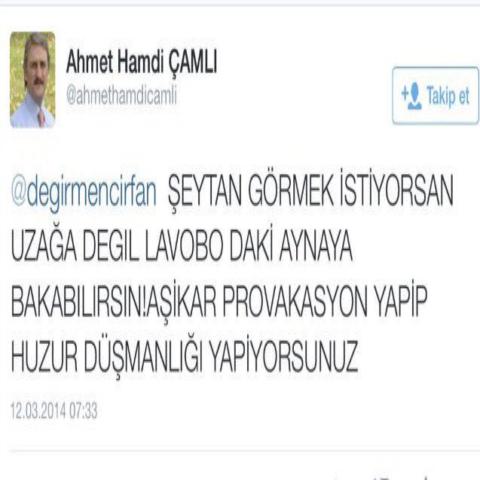 Ahmet Hamdi ÇAMLI
@ahmethamdicamli
Takip et
@degirmencirfan ŞEYTAN GÖRMEK İSTİYORSAN
UZAĞA DEGIL LAVOBO DAKİ AYNAYA
BAKABILIRSIN!AŞİKAR PROVAKASYON YAPİP
HUZUR DÜŞMANLIĞI YAPİYORSUNUZ
12.03.2014 07:33